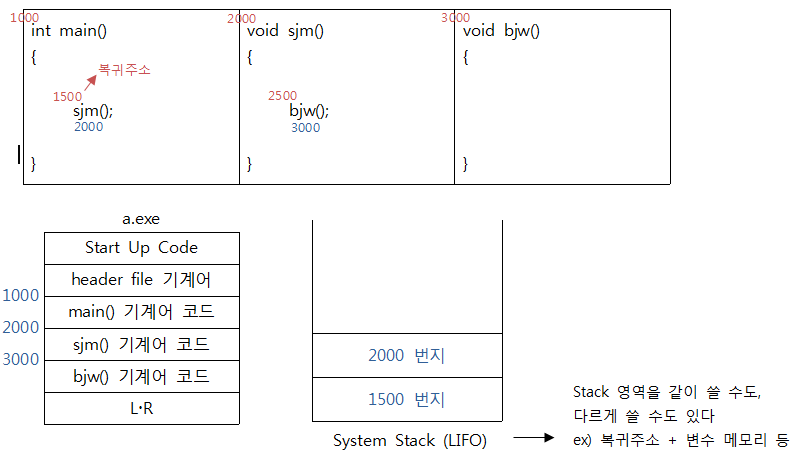 1000
2000
3000
int main()
void sjm()
void bjw()
{
{
{
복귀주소
1500
sjm();
2000
2500
bjw();
3000
}
}
}
a.exe
Start Up Code
header file 기계어
1000
main() 기계어 코드
2000
sjm() 기계어 코드
3000
bjw() 기계어 코드
L·R
2000 번지
1500 번지
System Stack (LIFO)
Stack 영역을 같이 쓸 수도,
다르게 쓸 수도 있다
ex) 복귀주소 + 변수 메모리 등